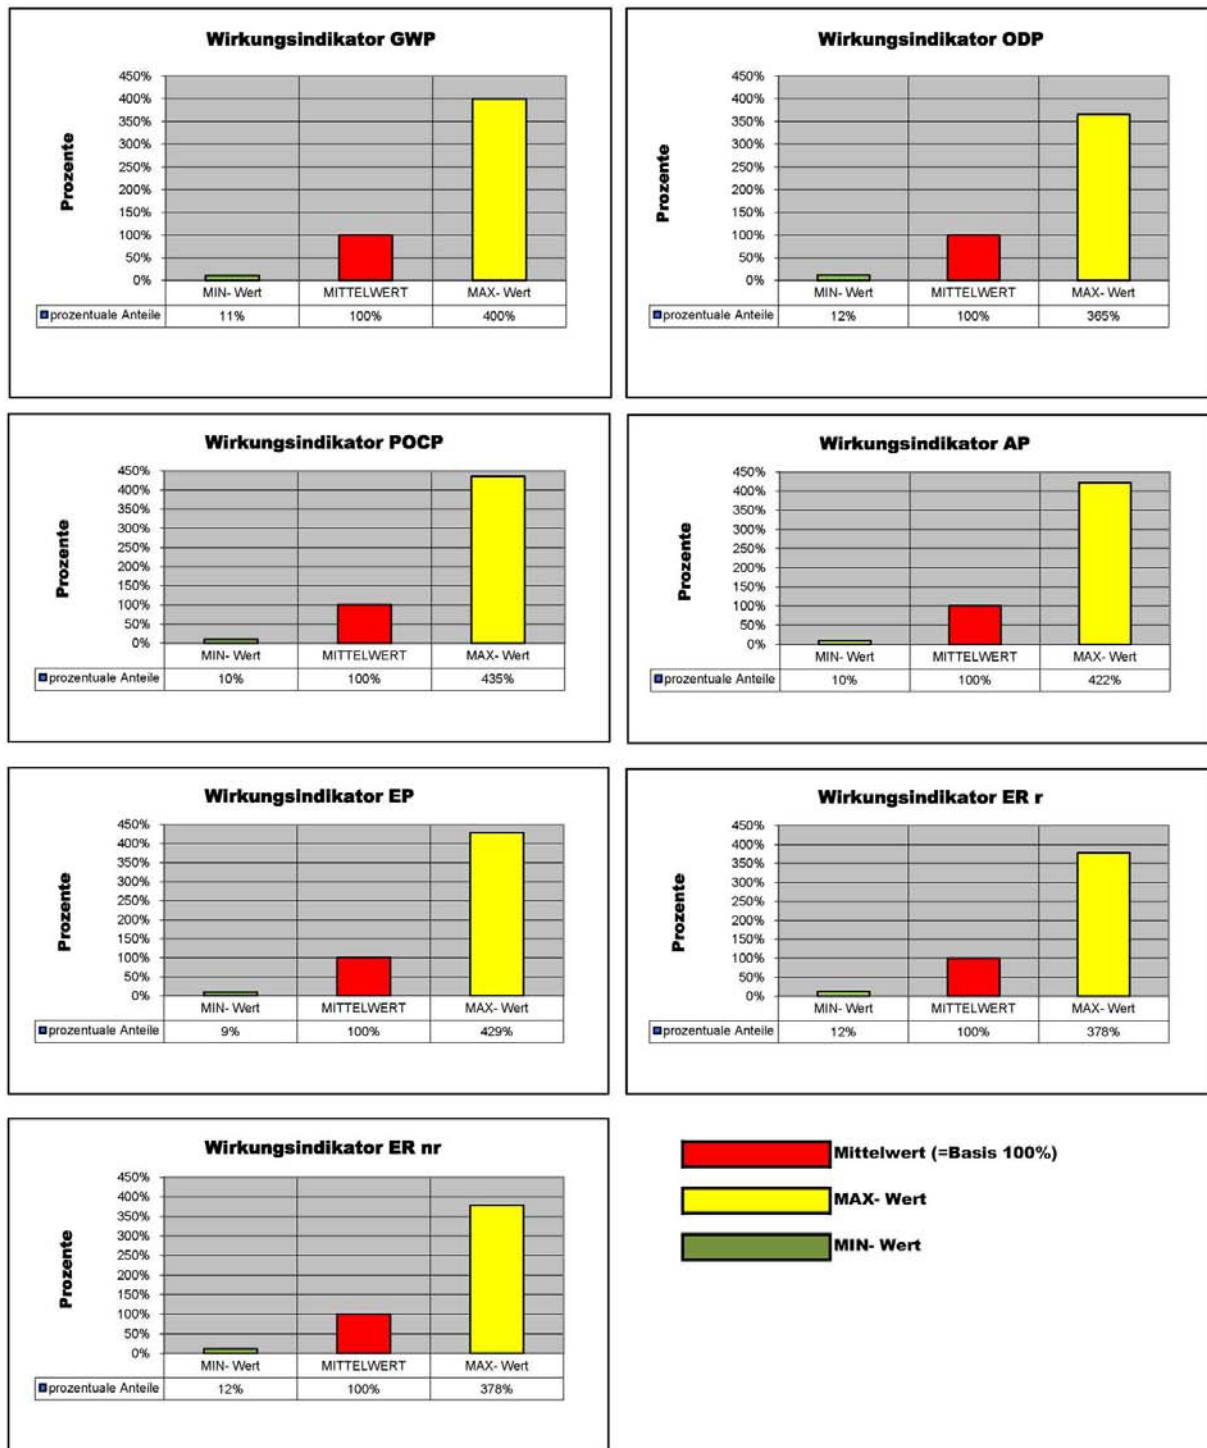 Wirkungsindikator GWP
Prozente
450%
400%
350%
300%
250%
200%
150%
100%
50%
0%
MIN- Wert MITTELWERT MAX- Wert
prozentuale Anteile 11% 100% 400%
Wirkungsindikator ODP
Prozente
450%
400%
350%
300%
250%
200%
150%
100%
50%
0%
MIN- Wert MITTELWERT MAX- Wert
prozentuale Anteile 12% 100% 365%
Wirkungsindikator POCP
Prozente
450%
400%
350%
300%
250%
200%
150%
100%
50%
0%
MIN- Wert MITTELWERT MAX- Wert
prozentuale Anteile 10% 100% 435%
Wirkungsindikator AP
Prozente
450%
400%
350%
300%
250%
200%
150%
100%
50%
0%
MIN- Wert MITTELWERT MAX- Wert
prozentuale Anteile 10% 100% 422%
Wirkungsindikator EP
Prozente
450%
400%
350%
300%
250%
200%
150%
100%
50%
0%
MIN- Wert MITTELWERT MAX- Wert
prozentuale Anteile 9% 100% 429%
Wirkungsindikator ER r
Prozente
450%
400%
350%
300%
250%
200%
150%
100%
50%
0%
MIN- Wert MITTELWERT MAX- Wert
prozentuale Anteile 12% 100% 378%
Wirkungsindikator ER nr
Prozente
450%
400%
350%
300%
250%
200%
150%
100%
50%
0%
MIN- Wert MITTELWERT MAX- Wert
prozentuale Anteile 12% 100% 378%
Mittelwert (=Basis 100%)
MAX- Wert
MIN- Wert